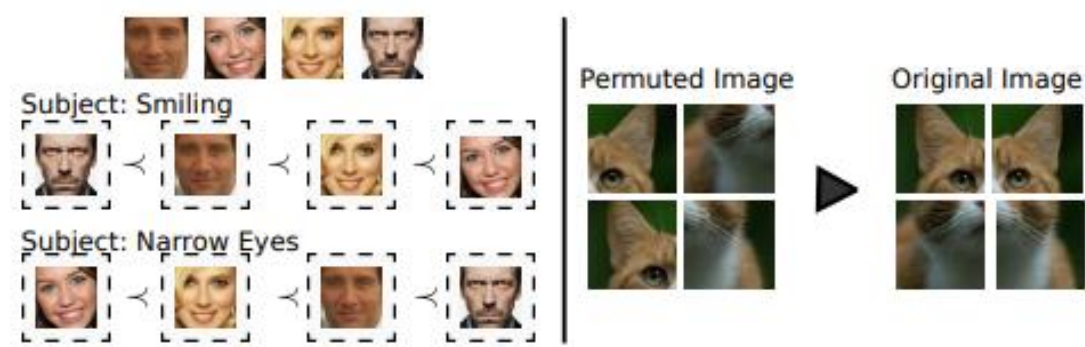 Subject: Smiling
Subject: Narrow Eyes
Permuted Image
Original Image